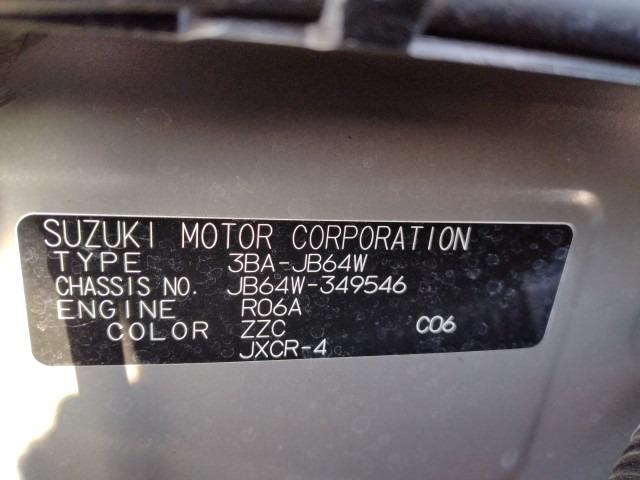 SUZUKI MOTOR CORPORATION
TYPE 3BA-JB64W
CHASSIS NO. JB64W-349546
ENGINE R06A
COLOR ZZC C06
JXCR-4